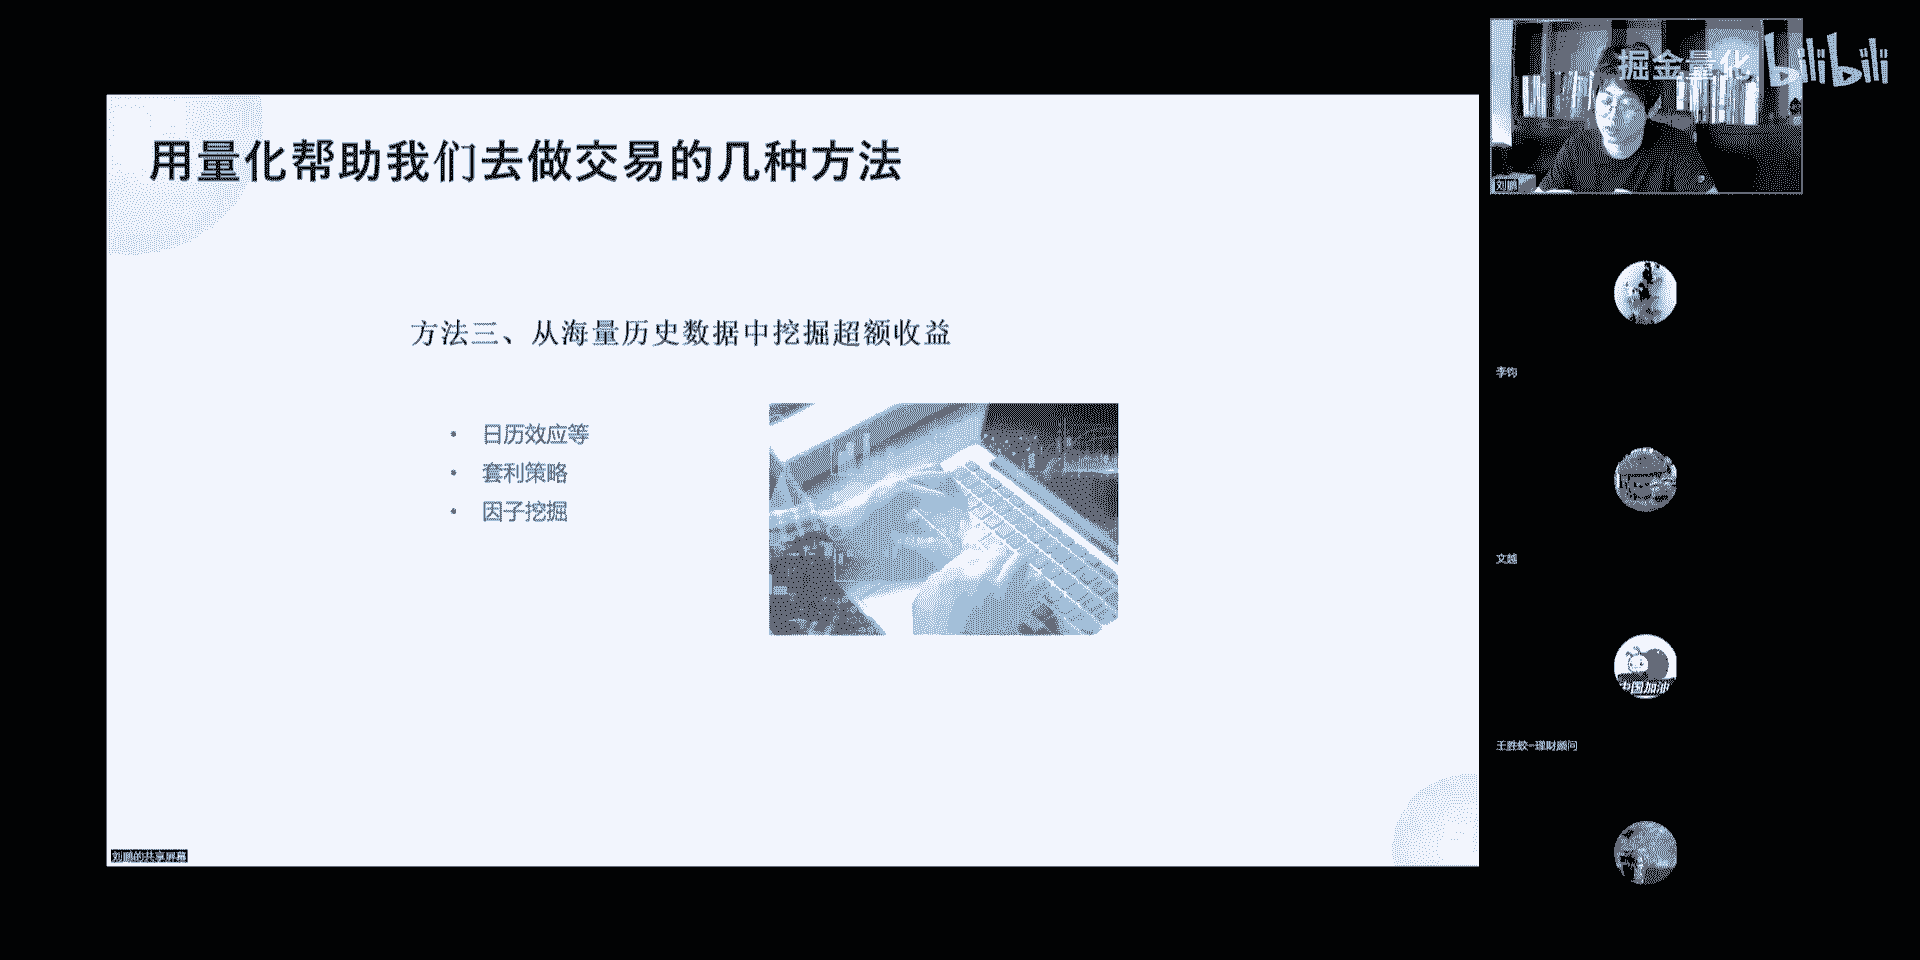 掘金量化 bilibili
用量化帮助我们去做交易的几种方法
方法三、从海量历史数据中挖掘超额收益
• 日历效应等
• 套利策略
• 因子挖掘
刘鹏
李钧
文越
中国加油
王胜蛟-理财顾问
刘鹏的共享屏幕